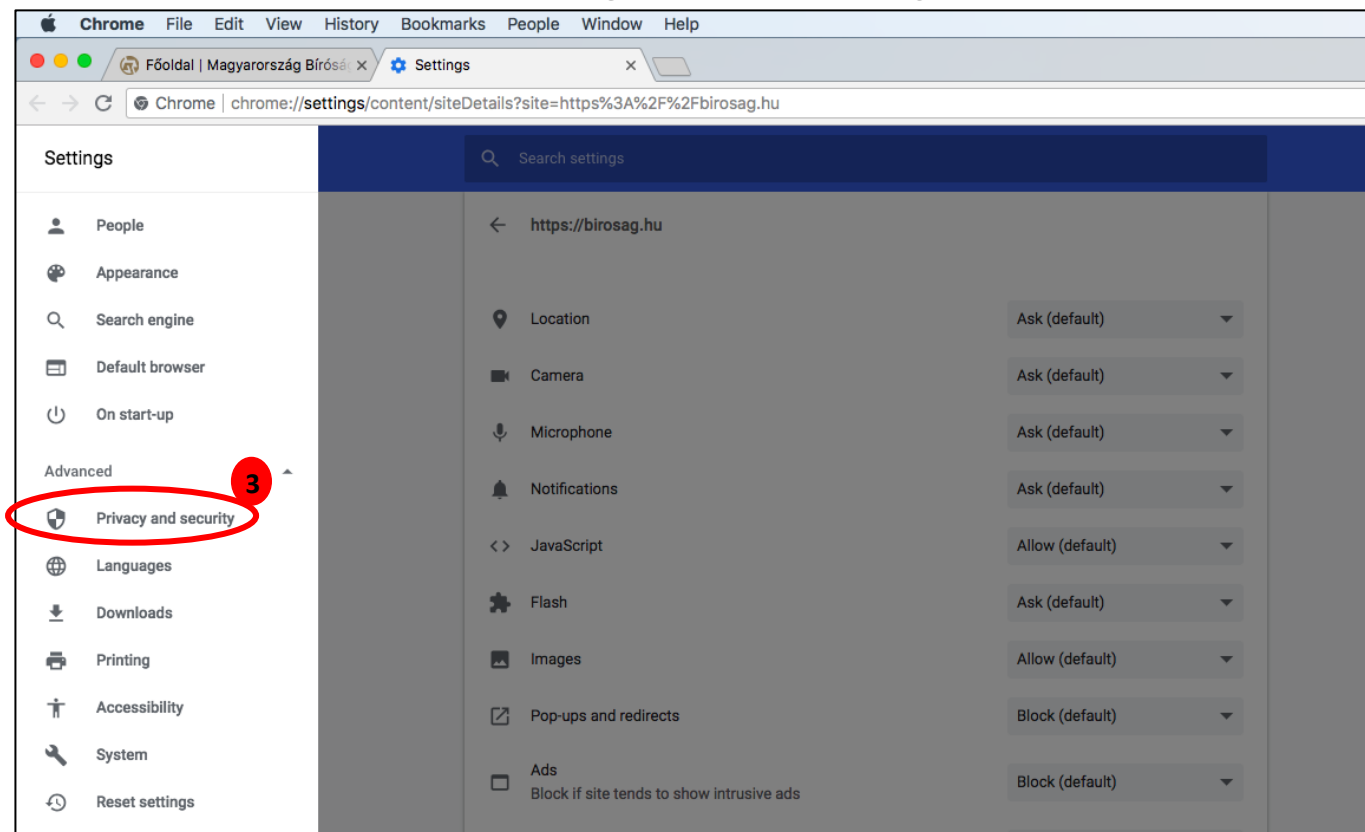 Chrome File Edit View History Bookmarks People Window Help
Főoldal | Magyarország Bírósá
Settings
Chrome | chrome://settings/content/siteDetails?site=https%3A%2F%2Fbirosag.hu
Settings
Search settings
People
Appearance
Search engine
Default browser
On start-up
Advanced
3
Privacy and security
Languages
Downloads
Printing
Accessibility
System
Reset settings
https://birosag.hu
Location Ask (default)
Camera Ask (default)
Microphone Ask (default)
Notifications Ask (default)
JavaScript Allow (default)
Flash Ask (default)
Images Allow (default)
Pop-ups and redirects Block (default)
Ads Block (default)
Block if site tends to show intrusive ads